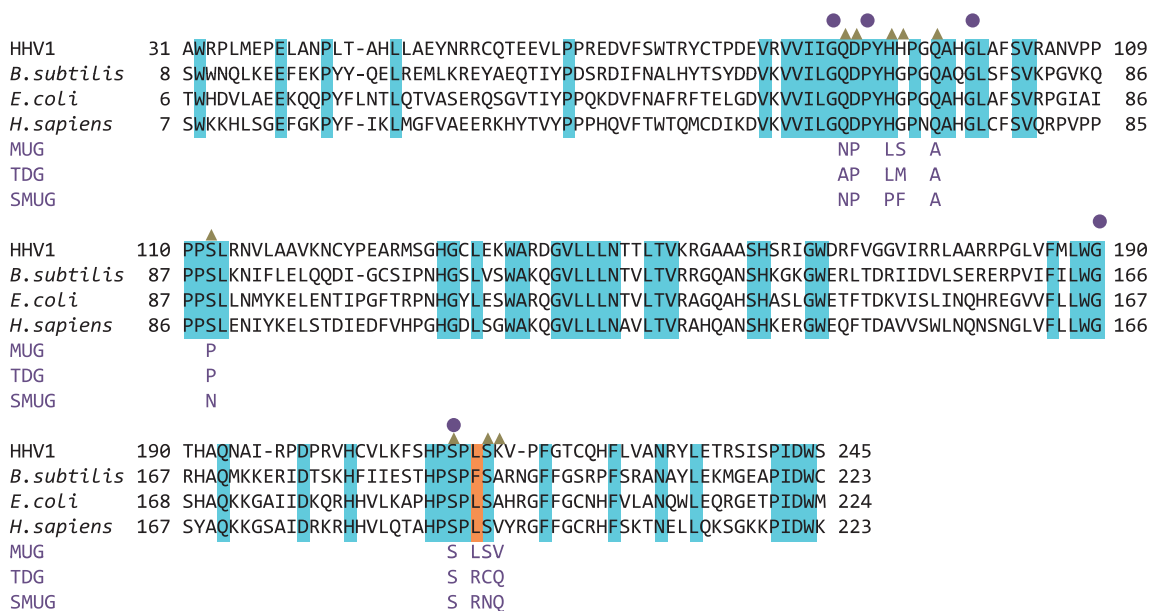 HHV1 31 AWRPLMEPELANPLT-AHLLAEYNRRCQTEEVLPPREDVFSWTRYCTPDEVRVVIIGQDPYHHPGQAHGLAFSVRANVPP 109
B.subtilis 8 SWWNQLKEEFEKPYY-QELREMLKREYAEQTIYPDSRDIFNALHYTSYDDVKVVILGQDPYHGPGQAQGLSFSVKPGVKQ 86
E.coli 6 TWHDVLAEEKQQPYFLNTLQTVASERQSGVTIYPPQKDVFNAFRFTELGDVKVVILGQDPYHGPGQAHGLAFSVRPGIAI 86
H.sapiens 7 SWKKHLSGEFGKPYF-IKLMGFVAEERKHYTVYPPPHQVFTWTQMCDIKDVKVVILGQDPYHGPNQAHGLCFSVQRPVPP 85
MUG NP LS A
TDG AP LM A
SMUG NP PF A
HHV1 110 PPSLRNVLAAVKNCYPEARMSGHGCLEKWARDGVLLLNTTLTVKRGAAASHSRIGWDRFVGGVIRRLAARRPGLVFMLWG 190
B.subtilis 87 PPSLKNIFLELQQDI-GCSIPNHGSLVSWAKQGVLLLNTVLTVRRGQANSHKGKGWERLTDRIIDVLSERERPVIFILWG 166
E.coli 87 PPSLLNMYKELENTIPGFTRPNHGYLESWARQGVLLLNTVLTVRAGQAHSHASLGWETFTDKVISLINQHREGVVFLLWG 167
H.sapiens 86 PPSLENIYKELSTDIEDFVHPGHGDLSGWAKQGVLLLNAVLTVRAHQANSHKERGWEQFTDAVVSWLNQNSNGLVFLLWG 166
MUG P
TDG P
SMUG N
HHV1 190 THAQNAI-RPDPRVHCVLKFSHPSPLSKV-PFGTCQHFLVANRYLETRSISPIDWS 245
B.subtilis 167 RHAQMKKERIDTSKHFIIESTHPSPFSARNGFFGSRPFSRANAYLEKMGEAPIDWC 223
E.coli 168 SHAQKKGAIIDKQRHHVLKAPHPSPLSAHRGFFGCNHFVLANQWLEQRGETPIDWM 224
H.sapiens 167 SYAQKKGSAIDRKRHHVLQTAHPSPLSVYRGFFGCRHFSKTNELLQKSGKKPIDWK 223
MUG S LSV
TDG S RCQ
SMUG S RNQ